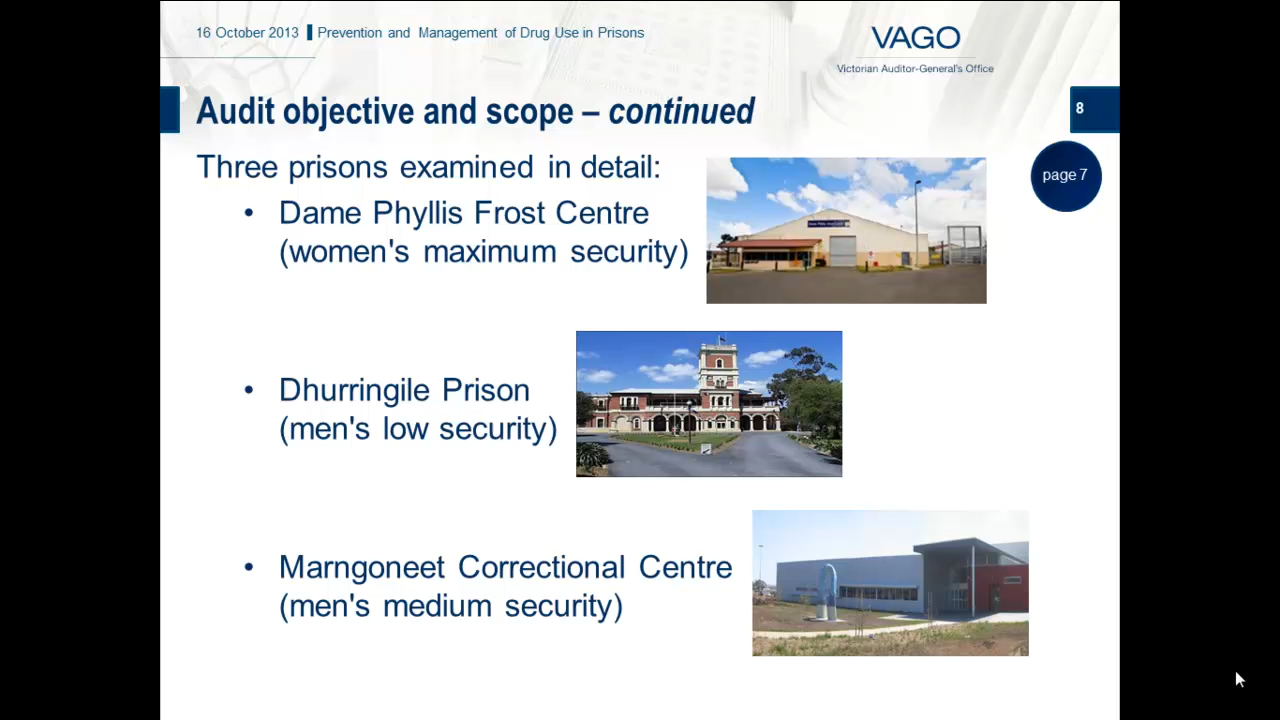 16 October 2013 Prevention and Management of Drug Use in Prisons
VAGO
Victorian Auditor-General's Office
Audit objective and scope – continued
8
Three prisons examined in detail:
page 7
• Dame Phyllis Frost Centre
(women's maximum security)
• Dhurringile Prison
(men's low security)
• Marngoneet Correctional Centre
(men's medium security)